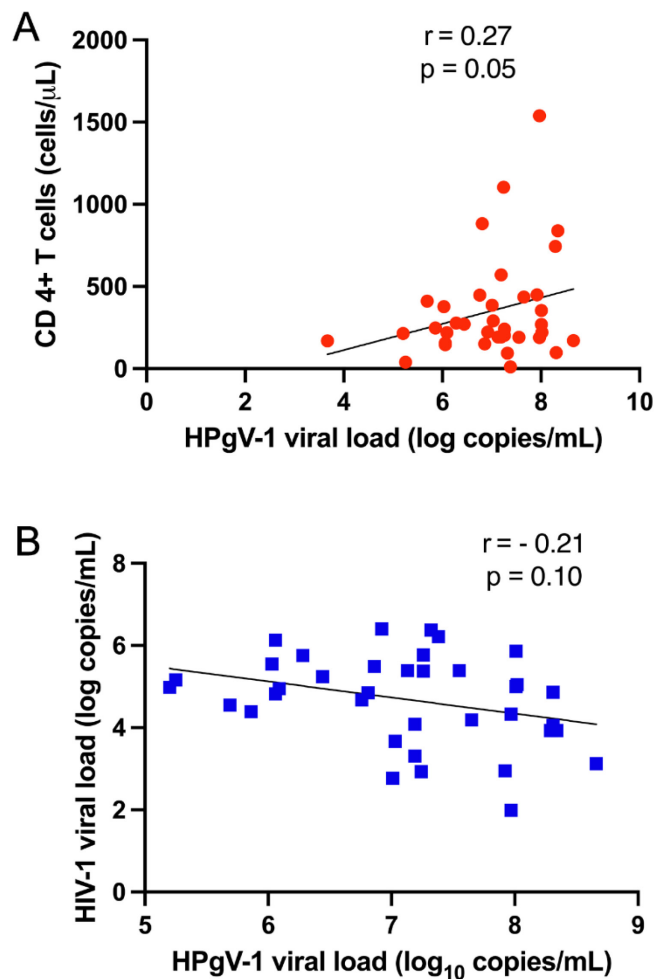 A
r = 0.27
p = 0.05
CD 4+ T cells (cells/μL)
2000
1500
1000
500
0
0 2 4 6 8 10
HPgV-1 viral load (log copies/mL)
B
r = - 0.21
p = 0.10
HIV-1 viral load (log copies/mL)
8
6
4
2
0
5 6 7 8 9
HPgV-1 viral load (log₁₀ copies/mL)